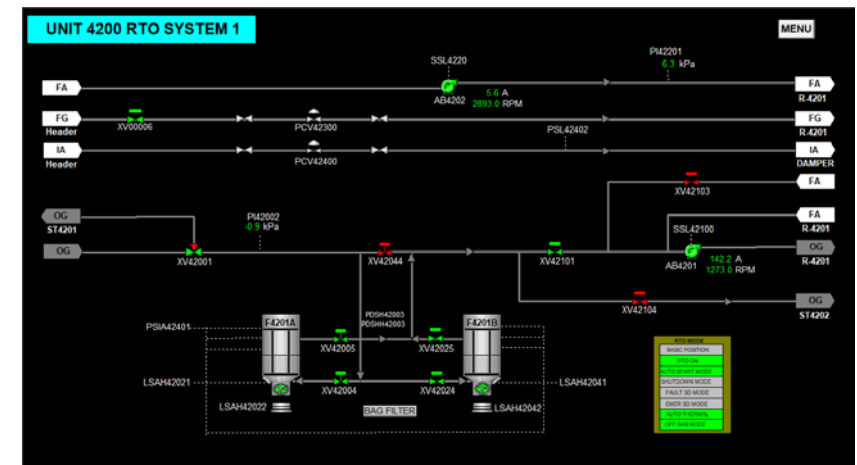 UNIT 4200 RTO SYSTEM 1
MENU
SSL4220
PI42201
6.3 kPa
FA
AB4202
5.6 A
2893.0 RPM
FA
R-4201
FG
Header
XV00006
PCV42300
PSL42402
FG
R-4201
IA
Header
PCV42400
IA
DAMPER
XV42103
FA
OG
ST4201
PI42002
-0.9 kPa
SSL42100
FA
R-4201
OG
XV42001
XV42044
XV42101
AB4201
142.2 A
1273.0 RPM
OG
R-4201
XV42104
OG
ST4202
PDSH42003
PDSHH42003
PSIA42401
F4201A
F4201B
XV42005
XV42025
LSAH42021
XV42004
XV42024
LSAH42041
LSAH42022
BAG FILTER
LSAH42042
RTO MODE
BASIC POSITION
RTO ON
AUTO START MODE
SHUTDOWN MODE
FAULT SD MODE
EMER SD MODE
AUTO THERMAL
OFF GAS MODE